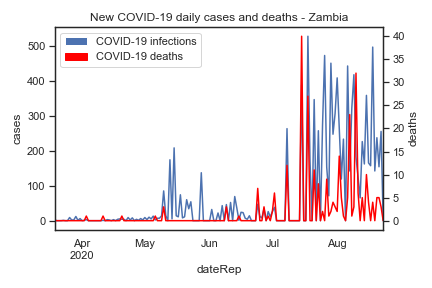 New COVID-19 daily cases and deaths - Zambia
COVID-19 infections
COVID-19 deaths
500
400
300
200
100
0
cases
40
35
30
25
20
15
10
5
0
deaths
Apr
2020
May
Jun
Jul
Aug
dateRep